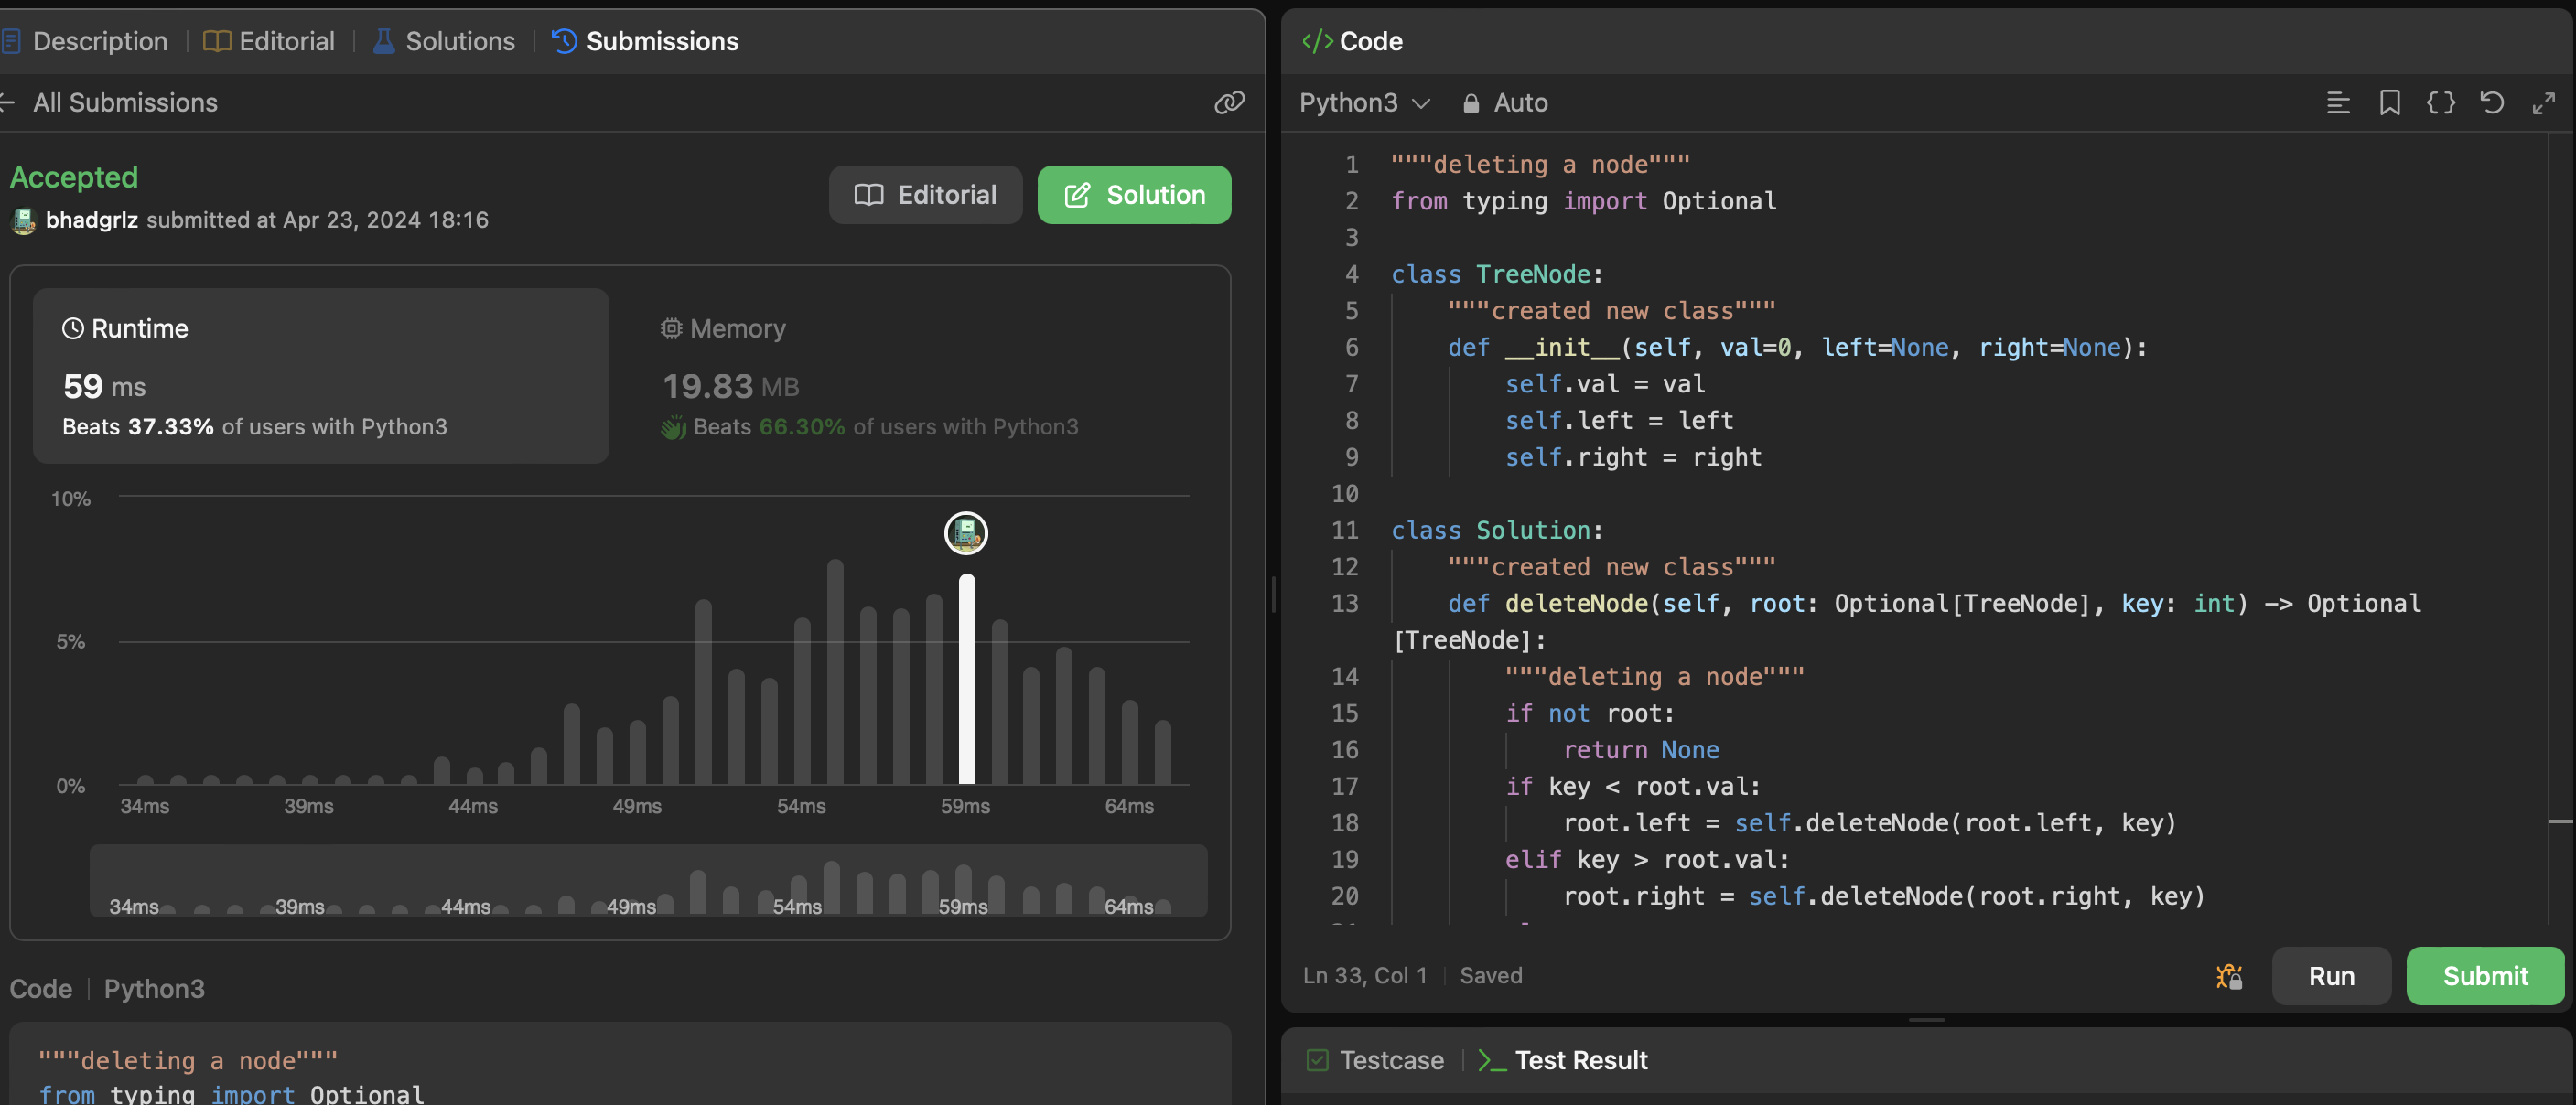 Description | Editorial | Solutions | Submissions
All Submissions
Accepted
bhadgrlz submitted at Apr 23, 2024 18:16
Editorial
Solution
Runtime
59 ms
Beats 37.33% of users with Python3
Memory
19.83 MB
Beats 66.30% of users with Python3
10%
5%
0%
34ms 39ms 44ms 49ms 54ms 59ms 64ms
34ms 39ms 44ms 49ms 54ms 59ms 64ms
Code | Python3
"""deleting a node"""
from typing import Optional
</> Code
Python3 Auto
1 """deleting a node"""
2 from typing import Optional
3
4 class TreeNode:
5     """created new class"""
6     def __init__(self, val=0, left=None, right=None):
7         self.val = val
8         self.left = left
9         self.right = right
10
11 class Solution:
12     """created new class"""
13     def deleteNode(self, root: Optional[TreeNode], key: int) -> Optional
[TreeNode]:
14         """deleting a node"""
15         if not root:
16             return None
17         if key < root.val:
18             root.left = self.deleteNode(root.left, key)
19         elif key > root.val:
20             root.right = self.deleteNode(root.right, key)
Ln 33, Col 1 | Saved
Run
Submit
Testcase | >_ Test Result